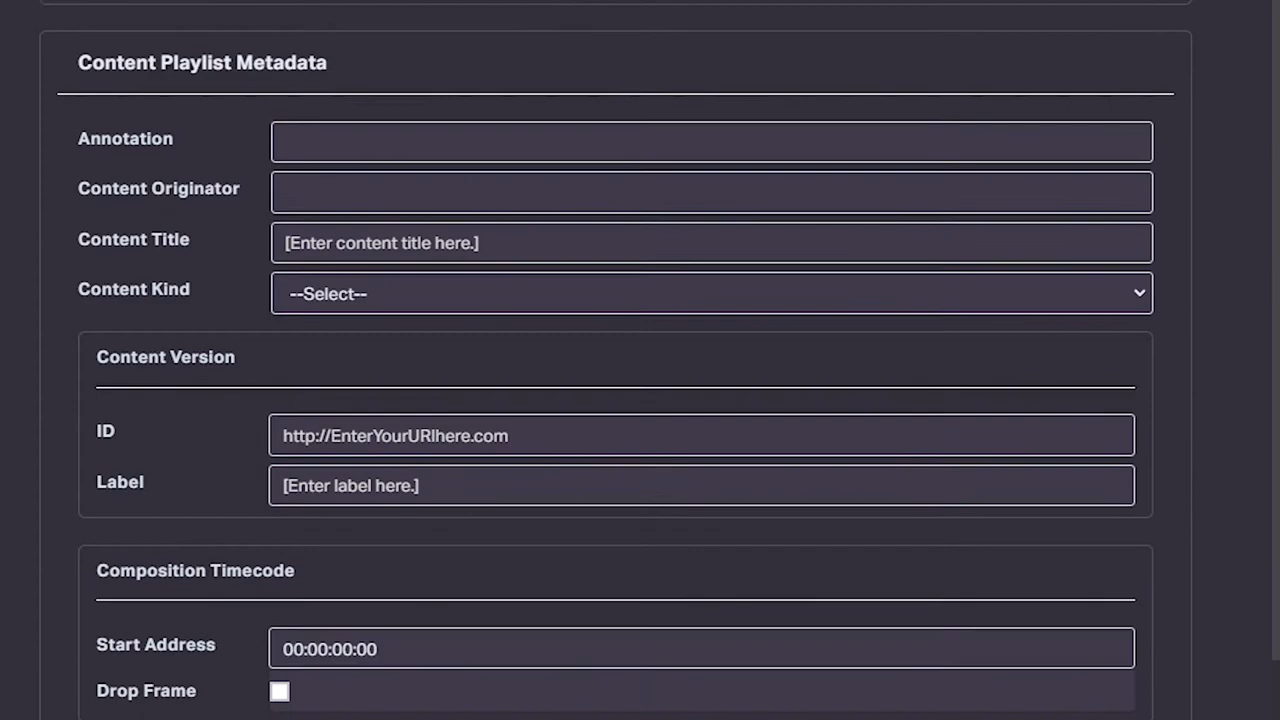 Content Playlist Metadata
Annotation
Content Originator
Content Title [Enter content title here.]
Content Kind --Select--
Content Version
ID http://EnterYourURIhere.com
Label [Enter label here.]
Composition Timecode
Start Address 00:00:00:00
Drop Frame